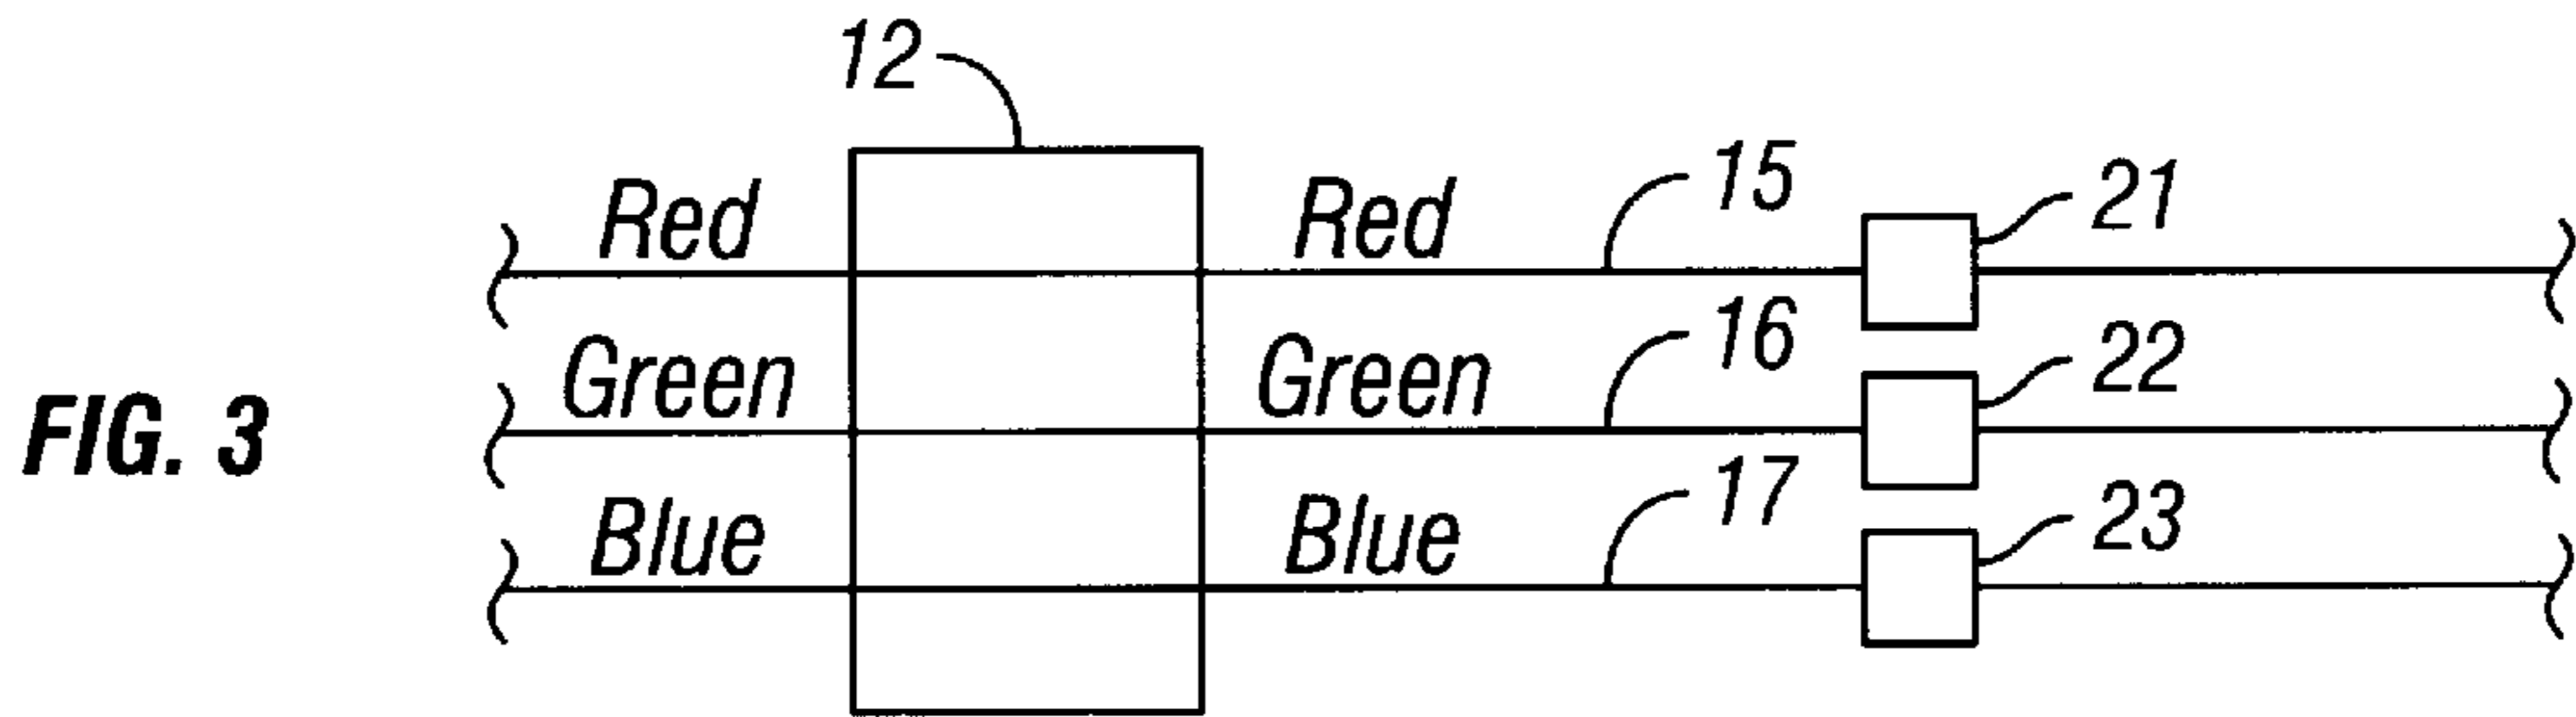 12
Red Red 15 21
Green Green 16 22
FIG. 3
Blue Blue 17 23